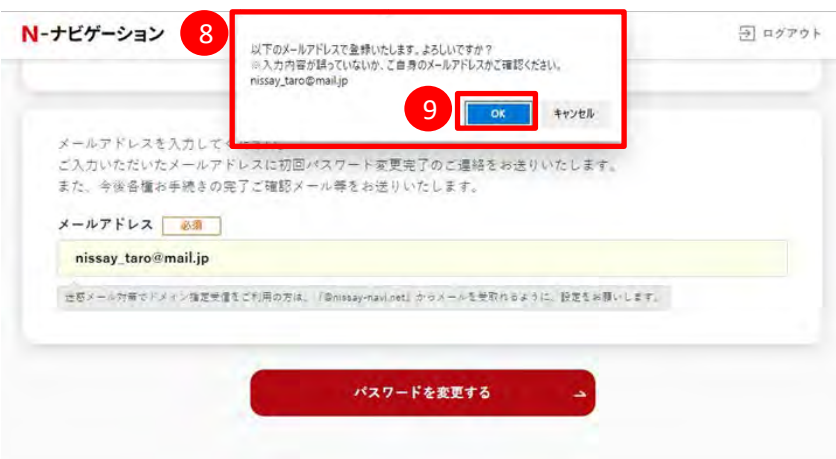 N-ナビゲーション
8
ログアウト
以下のメールアドレスで登録いたします。よろしいですか？
※入力内容が誤っていないか、ご自身のメールアドレスかご確認ください。
nissay_taro@mail.jp
9
OK
キャンセル
メールアドレスを入力して
ご入力いただいたメールアドレスに初回パスワード変更完了のご連絡をお送りいたします。
また、今後各種お手続きの完了ご確認メール等をお送りいたします。
メールアドレス 必須
nissay_taro@mail.jp
迷惑メール対策でドメイン指定受信をご利用の方は、「@nissay-navi.net」からメールを受取れるように、設定をお願いします。
パスワードを変更する